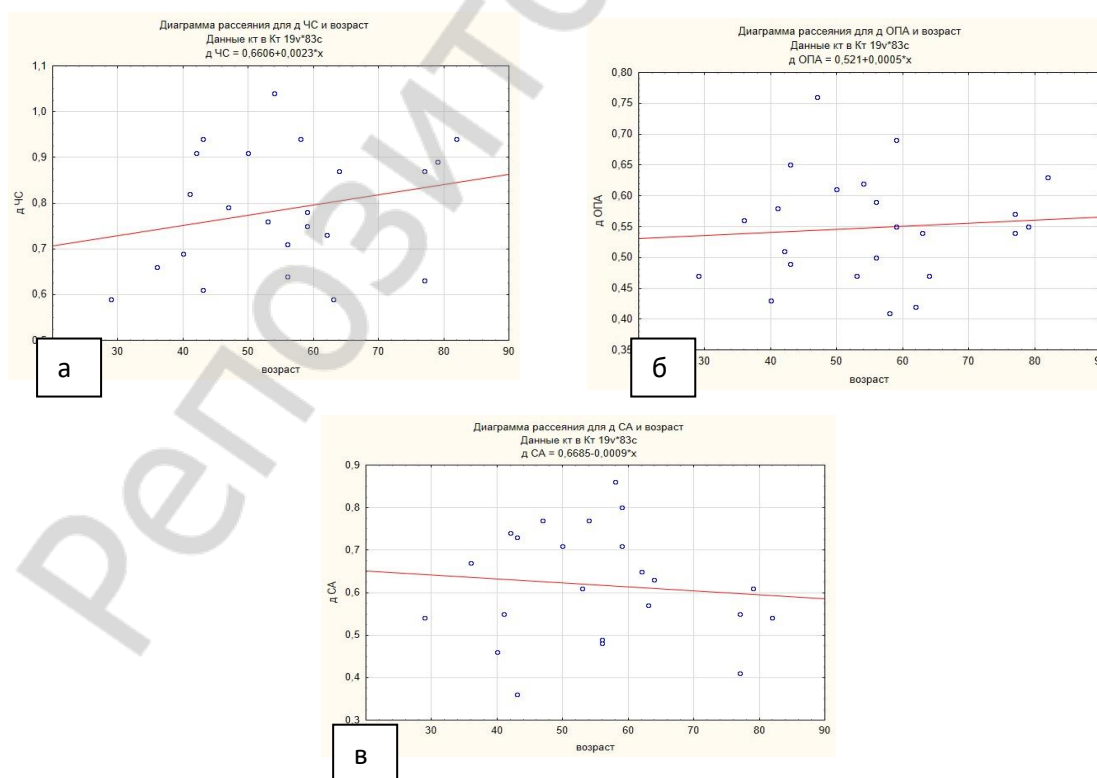 Диаграмма рассеяния для д ЧС и возраст
Данные кт в Кт 19v*83c
д ЧС = 0,6606+0,0023*x
1,1
1,0
0,9
0,8
0,7
0,6
д ЧС
30 40 50 60 70 80 90
возраст
а
Диаграмма рассеяния для д ОПА и возраст
Данные кт в Кт 19v*83c
д ОПА = 0,521+0,0005*x
0,80
0,75
0,70
0,65
0,60
0,55
0,50
0,45
0,40
0,35
д ОПА
30 40 50 60 70 80
возраст
б
Диаграмма рассеяния для д СА и возраст
Данные кт в Кт 19v*83c
д СА = 0,6685-0,0009*x
0,9
0,8
0,7
0,6
0,5
0,4
0,3
д СА
30 40 50 60 70 80 90
возраст
в
Репозит